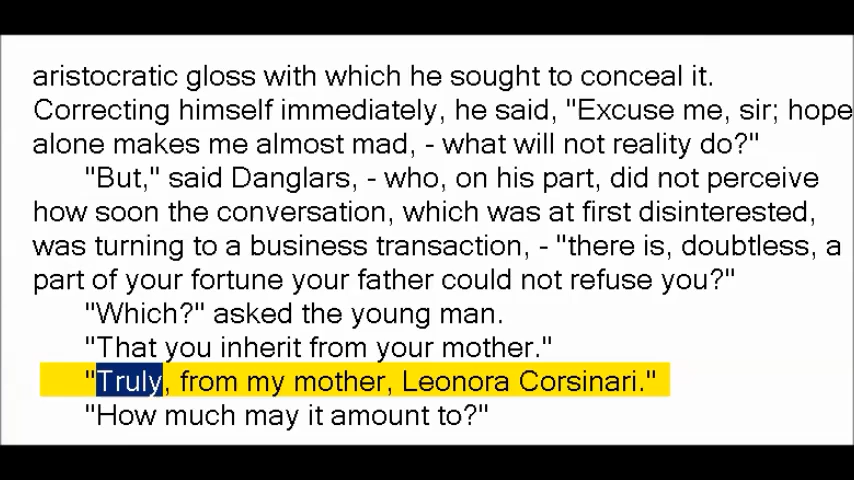 aristocratic gloss with which he sought to conceal it.
Correcting himself immediately, he said, "Excuse me, sir; hope
alone makes me almost mad, - what will not reality do?"
"But," said Danglars, - who, on his part, did not perceive
how soon the conversation, which was at first disinterested,
was turning to a business transaction, - "there is, doubtless, a
part of your fortune your father could not refuse you?"
"Which?" asked the young man.
"That you inherit from your mother."
"Truly, from my mother, Leonora Corsinari."
"How much may it amount to?"